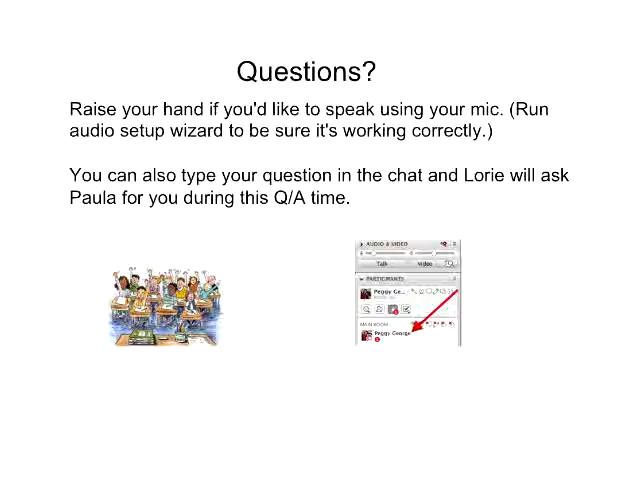 Questions?
Raise your hand if you'd like to speak using your mic. (Run
audio setup wizard to be sure it's working correctly.)
You can also type your question in the chat and Lorie will ask
Paula for you during this Q/A time.
AUDIO & VIDEO
Talk Video
PARTICIPANTS
Peggy Ge...
MAIN ROOM
Peggy George